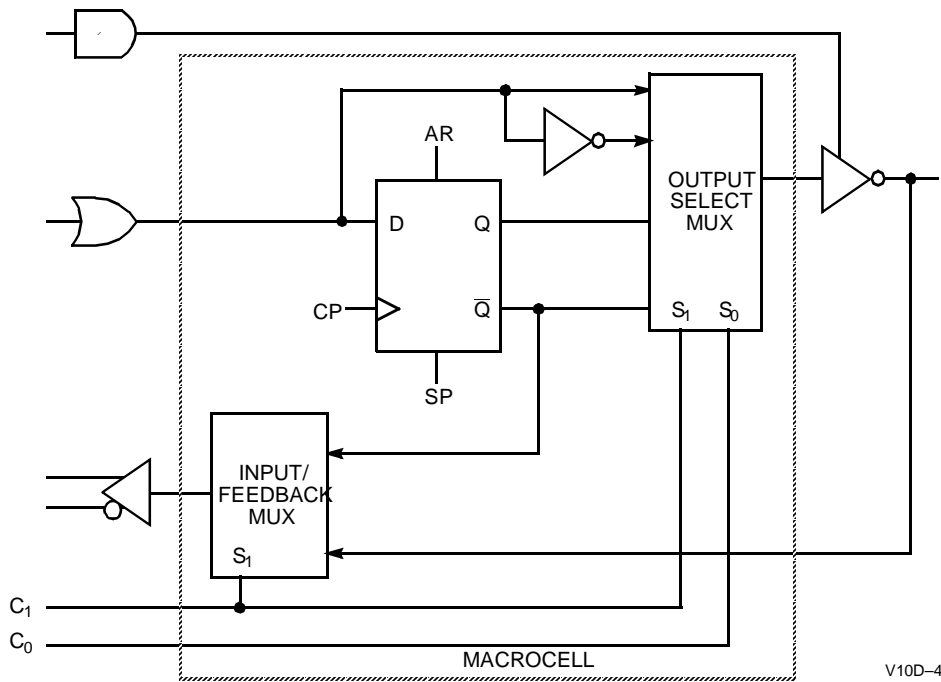 AR
OUTPUT
SELECT
MUX
D
Q
CP
Q̅
S₁
S₀
SP
INPUT/
FEEDBACK
MUX
S₁
C₁
C₀
MACROCELL
V10D–4